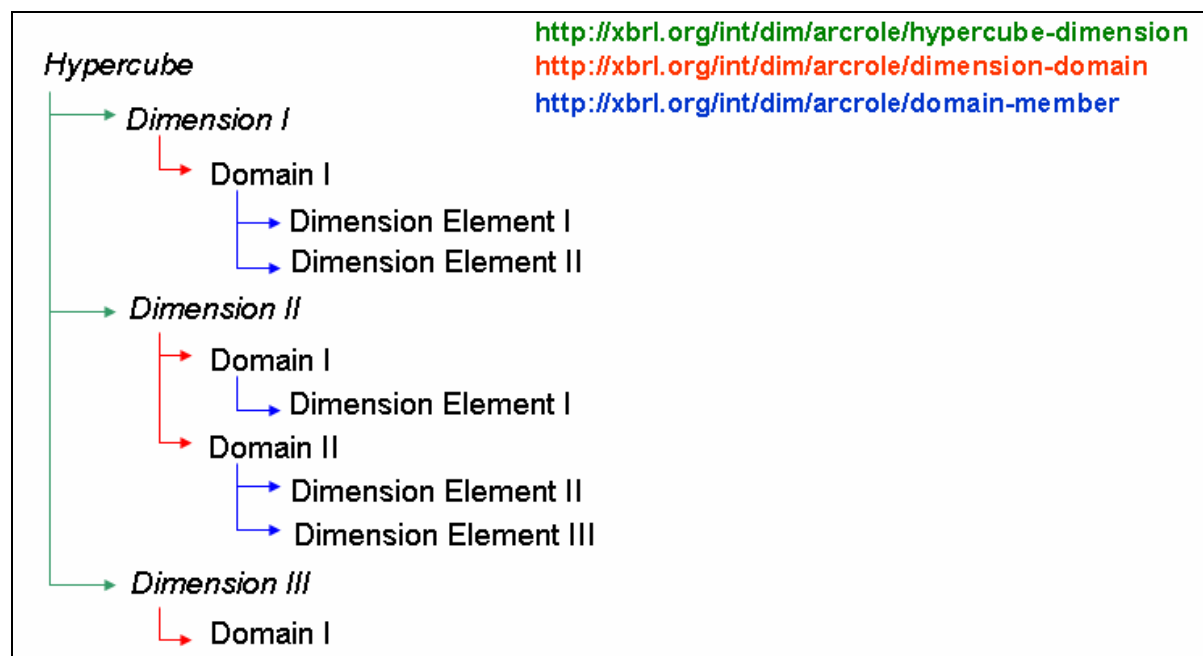 http://xbrl.org/int/dim/arcrole/hypercube-dimension
Hypercube
http://xbrl.org/int/dim/arcrole/dimension-domain
http://xbrl.org/int/dim/arcrole/domain-member
Dimension I
Domain I
Dimension Element I
Dimension Element II
Dimension II
Domain I
Dimension Element I
Domain II
Dimension Element II
Dimension Element III
Dimension III
Domain I